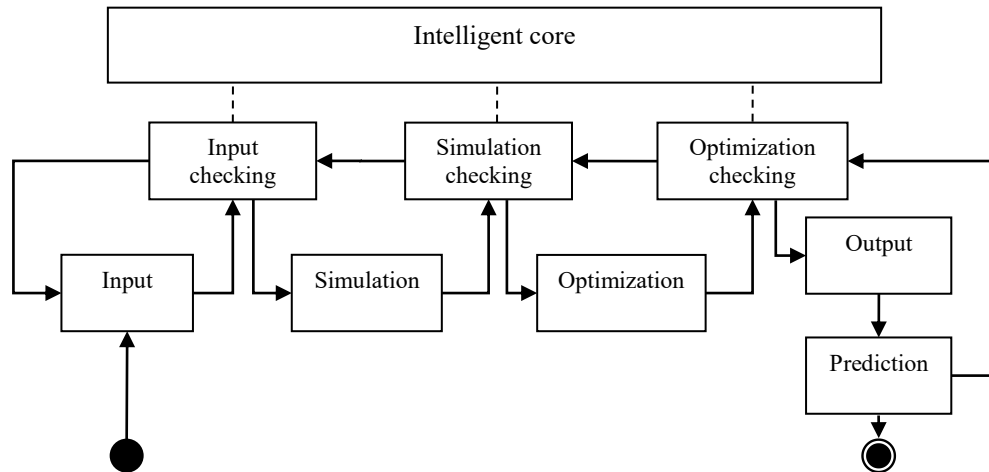 Intelligent core
Input
checking
Simulation
checking
Optimization
checking
Output
Input
Simulation
Optimization
Prediction